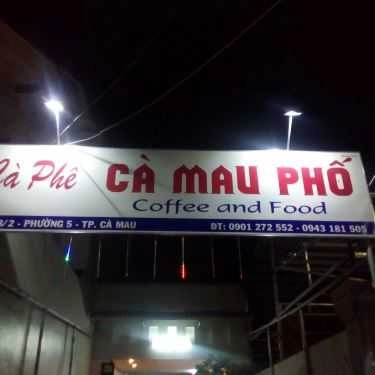 Phê CÀ MAU PHỐ
Coffee and Food
3/2 - PHƯỜNG 5 - TP. CÀ MAU ĐT: 0901 272 552 - 0943 181 505